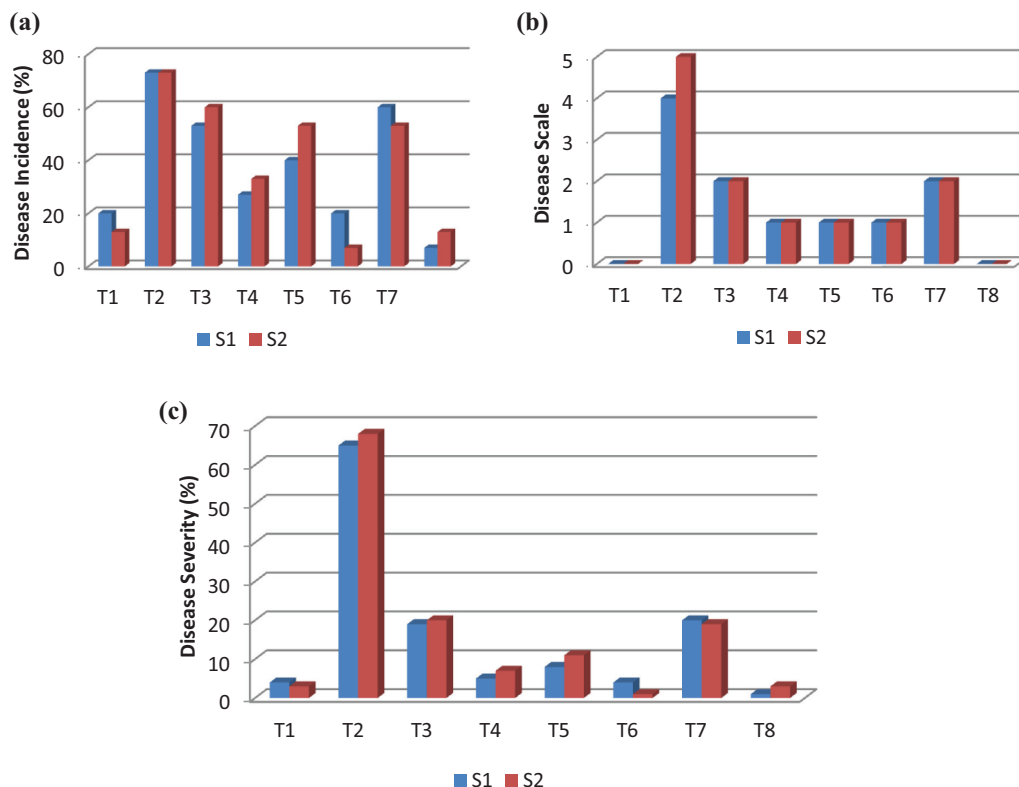 (a)
Disease Incidence (%)
80
60
40
20
0
T1 T2 T3 T4 T5 T6 T7
S1 S2
(b)
Disease Scale
5
4
3
2
1
0
T1 T2 T3 T4 T5 T6 T7 T8
S1 S2
(c)
Disease Severity (%)
70
60
50
40
30
20
10
0
T1 T2 T3 T4 T5 T6 T7 T8
S1 S2